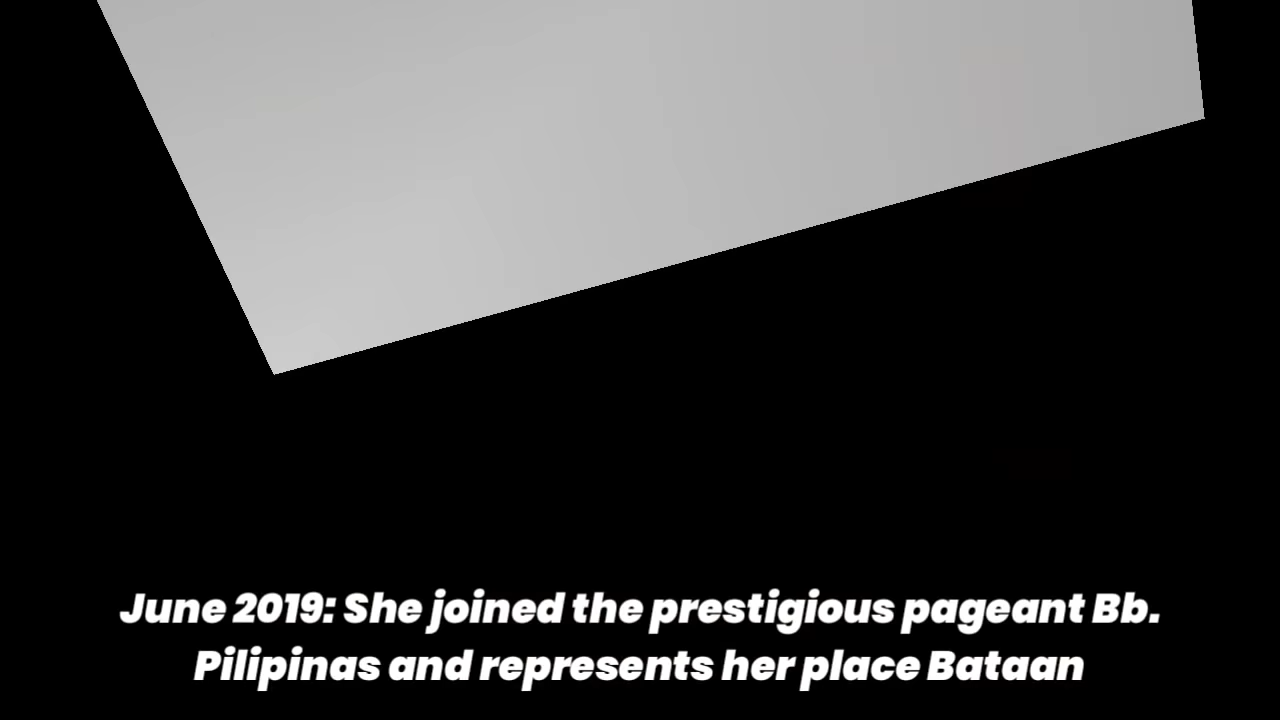 June 2019: She joined the prestigious pageant Bb.
Pilipinas and represents her place Bataan